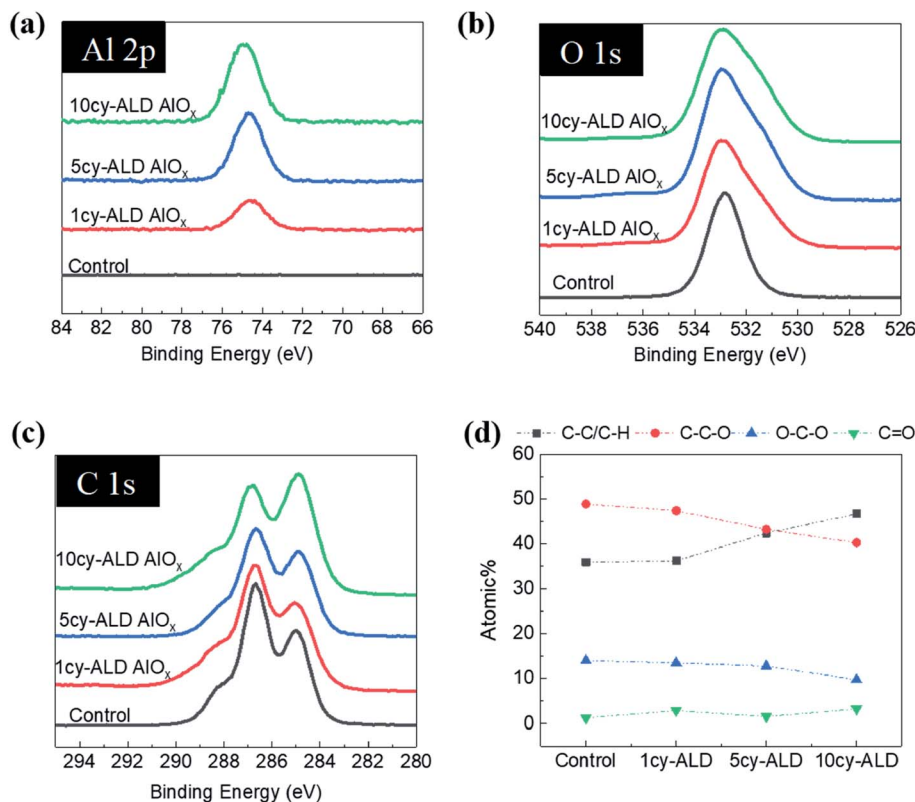 (a)
Al 2p
10cy-ALD AlOx
5cy-ALD AlOx
1cy-ALD AlOx
Control
84 82 80 78 76 74 72 70 68 66
Binding Energy (eV)
(b)
O 1s
10cy-ALD AlOx
5cy-ALD AlOx
1cy-ALD AlOx
Control
540 538 536 534 532 530 528 526
Binding Energy (eV)
(c)
C 1s
10cy-ALD AlOx
5cy-ALD AlOx
1cy-ALD AlOx
Control
294 292 290 288 286 284 282 280
Binding Energy (eV)
(d)
C-C/C-H C-C-O O-C-O C=O
60
50
40
30
20
10
0
Atomic%
Control 1cy-ALD 5cy-ALD 10cy-ALD